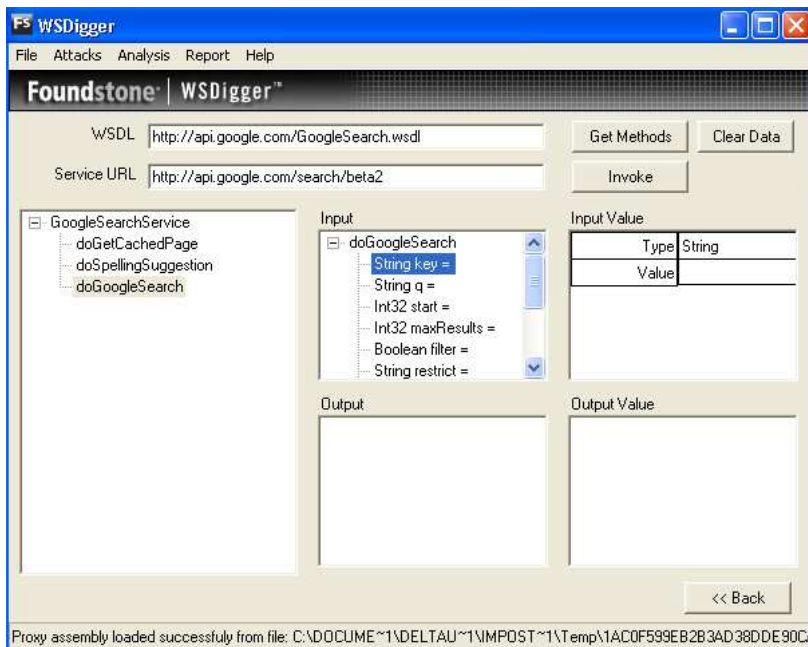 WSDigger
File Attacks Analysis Report Help
Foundstone | WSDigger™
WSDL http://api.google.com/GoogleSearch.wsdl Get Methods Clear Data
Service URL http://api.google.com/search/beta2 Invoke
GoogleSearchService
doGetCachedPage
doSpellingSuggestion
doGoogleSearch
Input
doGoogleSearch
String key =
String q =
Int32 start =
Int32 maxResults =
Boolean filter =
String restrict =
Input Value
Type String
Value
Output
Output Value
<< Back
Proxy assembly loaded successfuly from file: C:\DOCUME~1\DELTAU~1\IMPOST~1\Temp\1AC0F599EB2B3AD38DDE90C